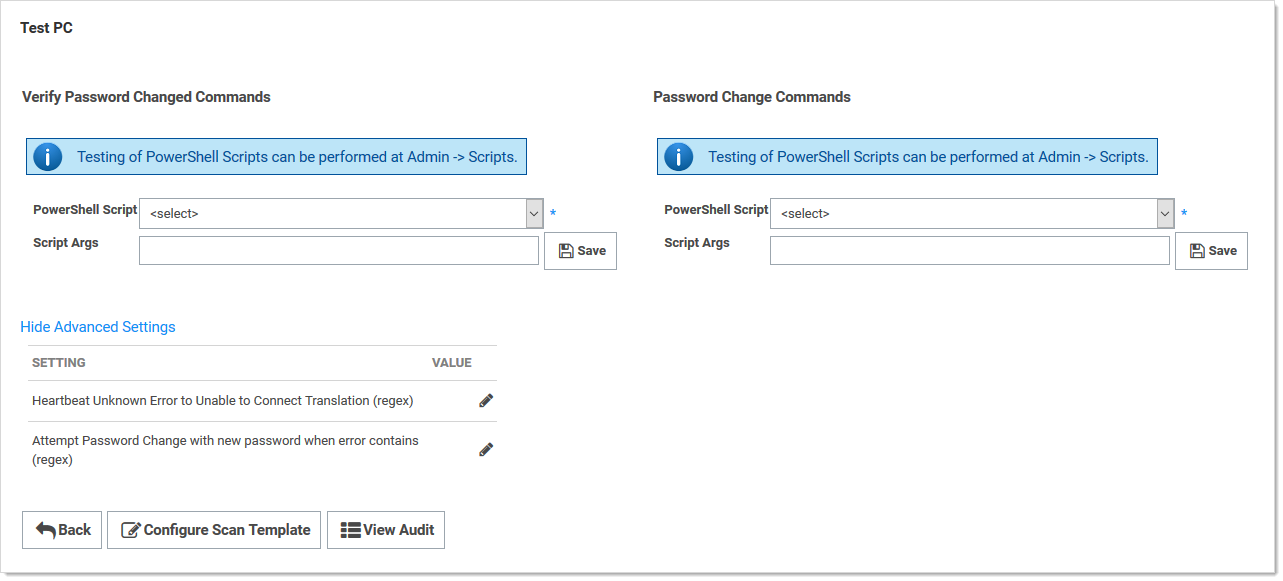 Test PC
Verify Password Changed Commands
Testing of PowerShell Scripts can be performed at Admin -> Scripts.
PowerShell Script <select> *
Script Args Save
Password Change Commands
Testing of PowerShell Scripts can be performed at Admin -> Scripts.
PowerShell Script <select> *
Script Args Save
Hide Advanced Settings
SETTING VALUE
Heartbeat Unknown Error to Unable to Connect Translation (regex)
Attempt Password Change with new password when error contains
(regex)
Back Configure Scan Template View Audit